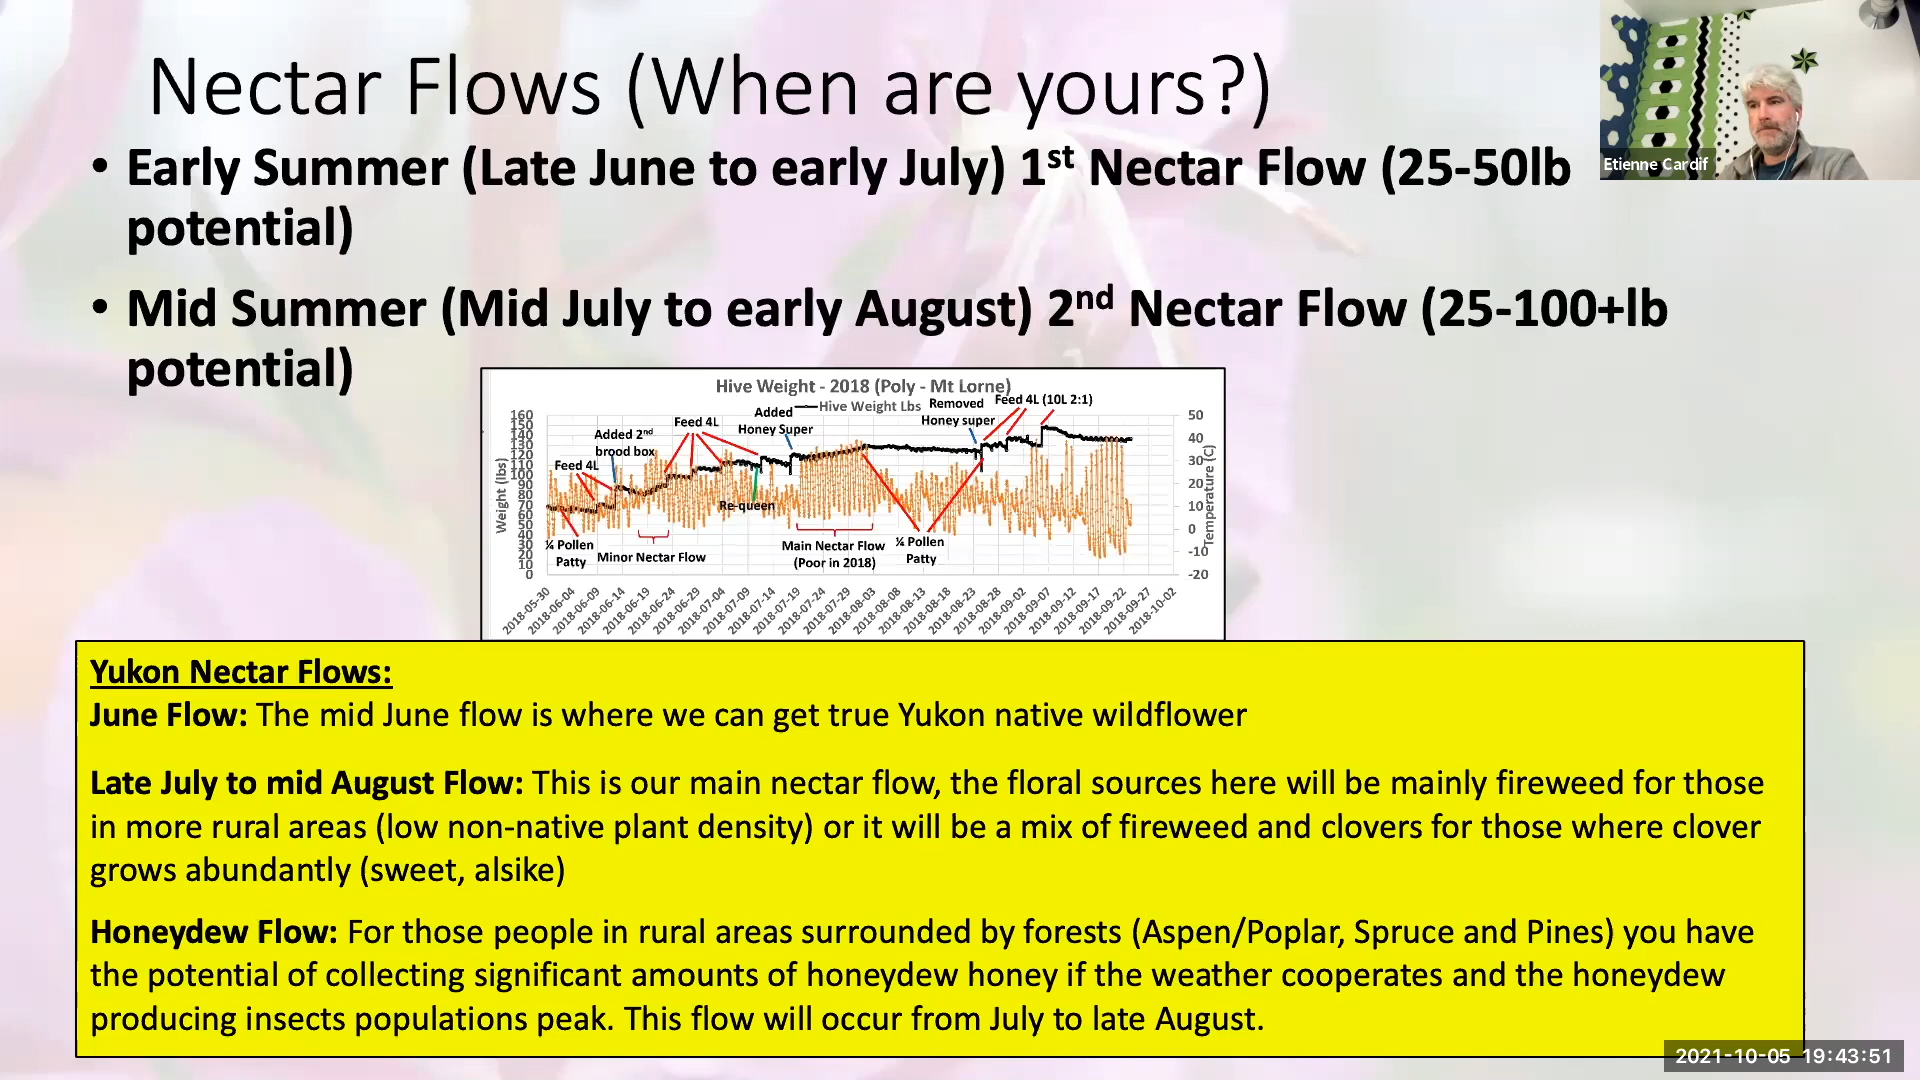 Nectar Flows (When are yours?)
• Early Summer (Late June to early July) 1st Nectar Flow (25-50lb
potential)
• Mid Summer (Mid July to early August) 2nd Nectar Flow (25-100+lb
potential)
Etienne Cardif
Hive Weight - 2018 (Poly - Mt Lorne)
Hive Weight Lbs
Weight (lbs)
160
150
140
130
120
110
100
90
80
70
60
50
40
30
20
10
0
Feed 4L
Added 2nd
brood box
Feed 4L
Added
Honey Super
Removed
Honey super
Feed 4L (10L 2:1)
Re-queen
¼ Pollen
Patty
Minor Nectar Flow
Main Nectar Flow
(Poor in 2018)
¼ Pollen
Patty
50
40
30
20
10
0
-10
-20
Temperature (C)
2018-05-30
2018-06-04
2018-06-09
2018-06-14
2018-06-19
2018-06-24
2018-06-29
2018-07-04
2018-07-09
2018-07-14
2018-07-19
2018-07-24
2018-07-29
2018-08-03
2018-08-08
2018-08-13
2018-08-18
2018-08-23
2018-08-28
2018-09-02
2018-09-07
2018-09-12
2018-09-17
2018-09-22
2018-09-27
2018-10-02
Yukon Nectar Flows:
June Flow: The mid June flow is where we can get true Yukon native wildflower
Late July to mid August Flow: This is our main nectar flow, the floral sources here will be mainly fireweed for those
in more rural areas (low non-native plant density) or it will be a mix of fireweed and clovers for those where clover
grows abundantly (sweet, alsike)
Honeydew Flow: For those people in rural areas surrounded by forests (Aspen/Poplar, Spruce and Pines) you have
the potential of collecting significant amounts of honeydew honey if the weather cooperates and the honeydew
producing insects populations peak. This flow will occur from July to late August.
2021-10-05 19:43:51